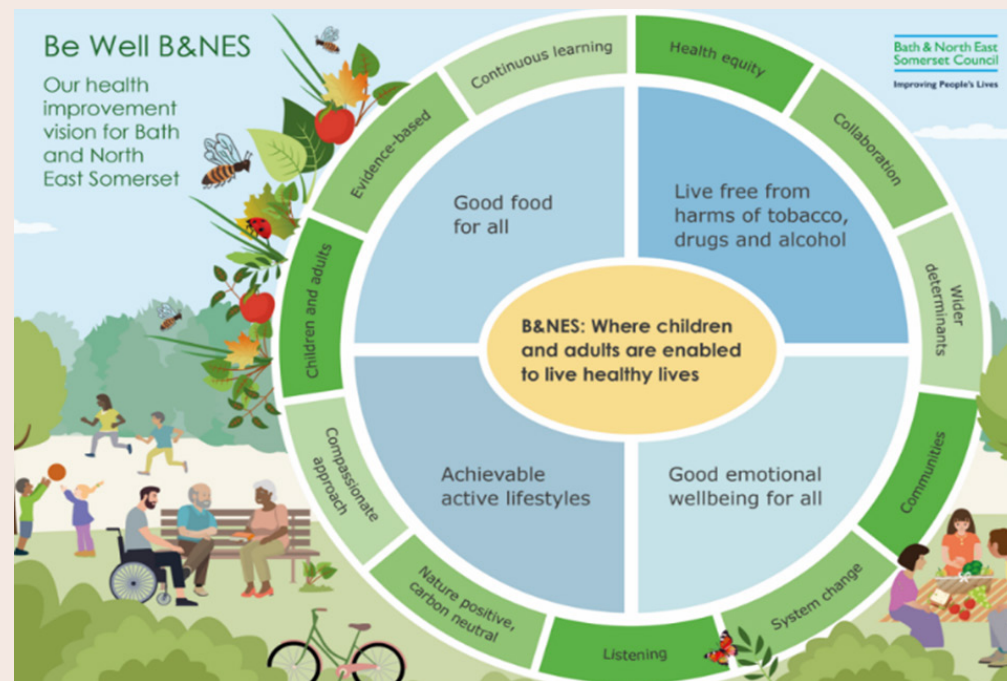 Be Well B&NES
Our health
improvement
vision for Bath
and North
East Somerset
Bath & North East
Somerset Council
Improving People's Lives
Continuous learning
Health equity
Collaboration
Wider
determinants
Communities
System change
Listening
Nature positive,
carbon neutral
Compassionate
approach
Children and adults
Evidence-based
Good food
for all
Live free from
harms of tobacco,
drugs and alcohol
B&NES: Where children
and adults are enabled
to live healthy lives
Achievable
active lifestyles
Good emotional
wellbeing for all